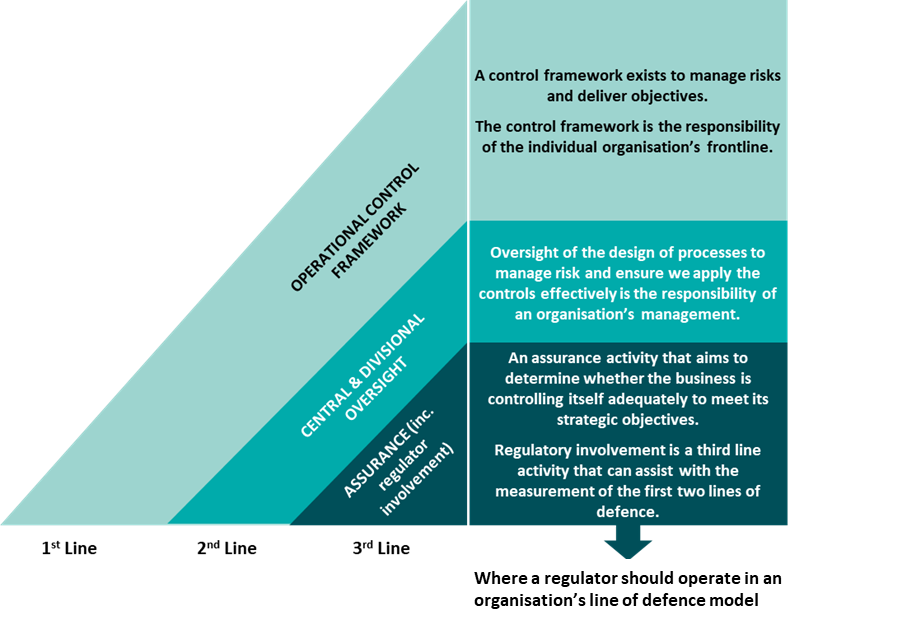 OPERATIONAL CONTROL
FRAMEWORK
CENTRAL & DIVISIONAL
OVERSIGHT
ASSURANCE (inc.
regulator
involvement)
A control framework exists to manage risks
and deliver objectives.
The control framework is the responsibility
of the individual organisation’s frontline.
Oversight of the design of processes to
manage risk and ensure we apply the
controls effectively is the responsibility of
an organisation’s management.
An assurance activity that aims to
determine whether the business is
controlling itself adequately to meet its
strategic objectives.
Regulatory involvement is a third line
activity that can assist with the
measurement of the first two lines of
defence.
1st Line
2nd Line
3rd Line
Where a regulator should operate in an
organisation’s line of defence model